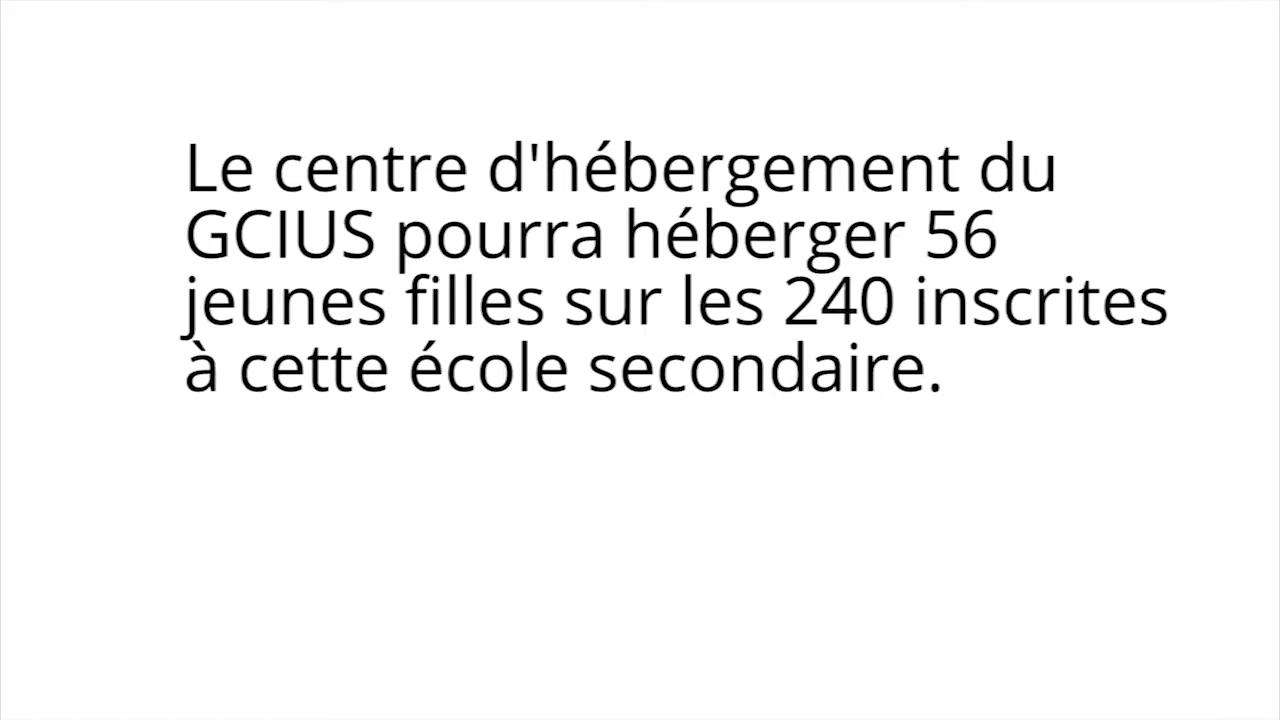 Le centre d'hébergement du
GCIUS pourra héberger 56
jeunes filles sur les 240 inscrites
à cette école secondaire.